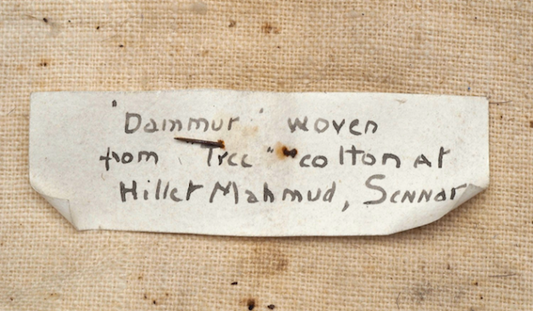 "Dammur" woven
from "Tree" cotton at
Hillet Mahmud, Sennar